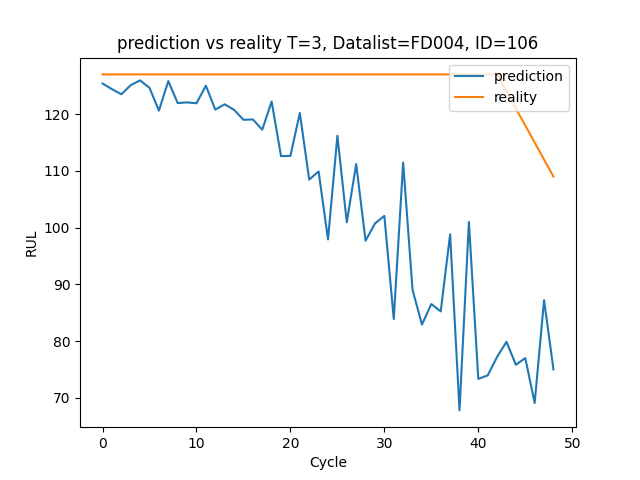 prediction vs reality T=3, Datalist=FD004, ID=106
prediction
reality
RUL
120
110
100
90
80
70
0 10 20 30 40 50
Cycle